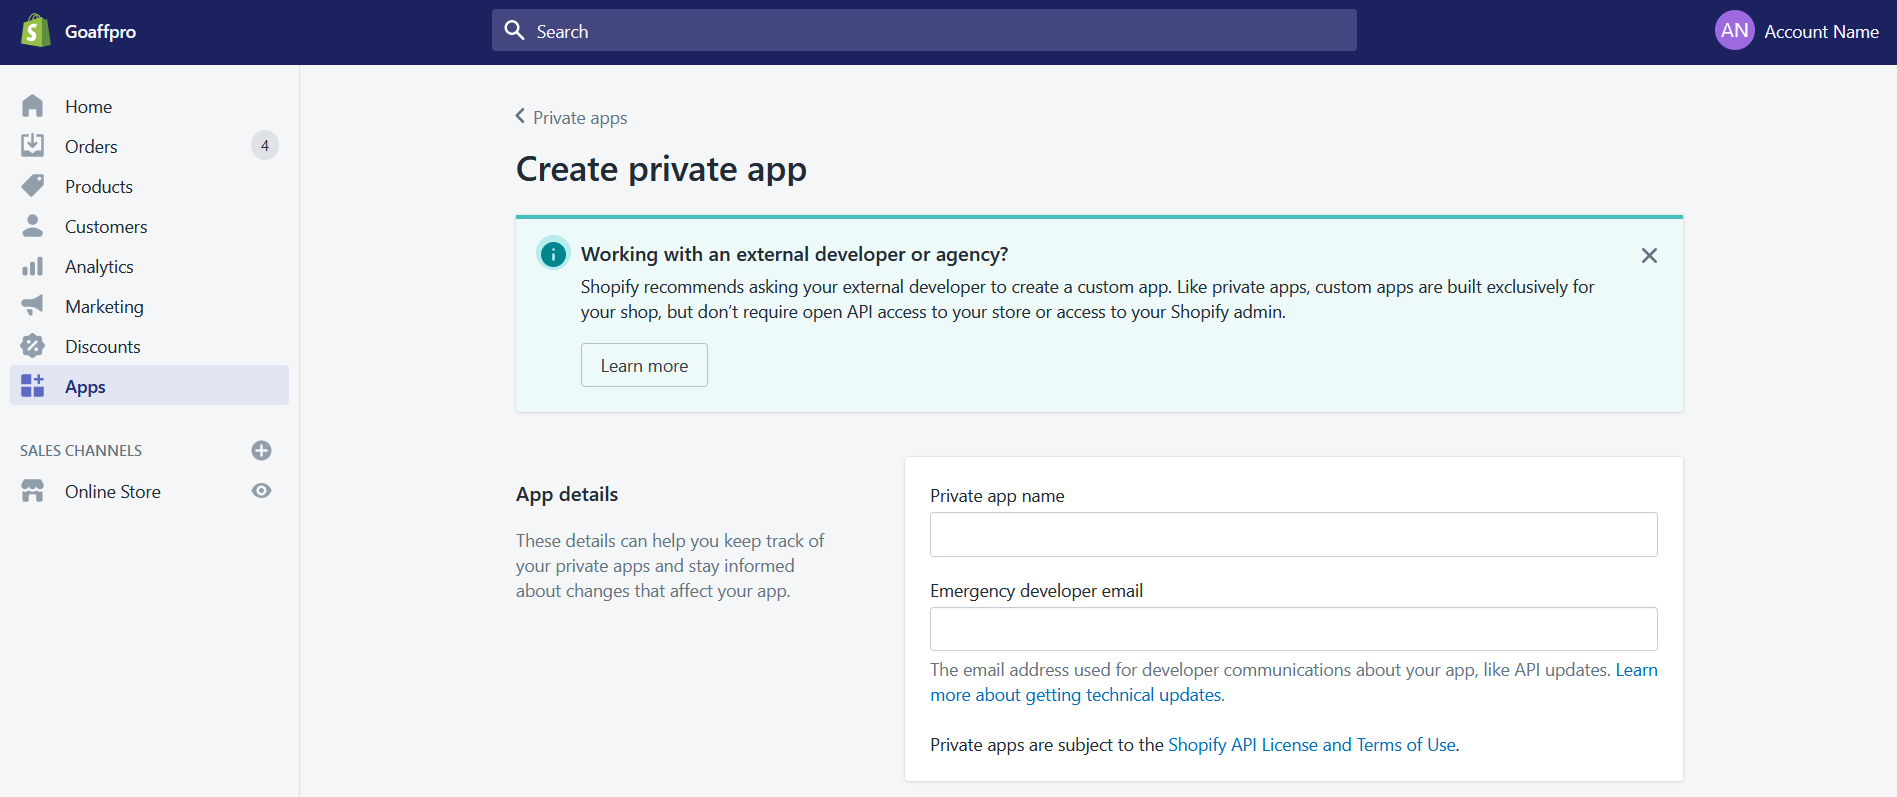 Goaffpro
Search
AN
Account Name
Home
Orders
4
Products
Customers
Analytics
Marketing
Discounts
Apps
SALES CHANNELS
Online Store
Private apps
Create private app
Working with an external developer or agency?
Shopify recommends asking your external developer to create a custom app. Like private apps, custom apps are built exclusively for
your shop, but don’t require open API access to your store or access to your Shopify admin.
Learn more
App details
These details can help you keep track of
your private apps and stay informed
about changes that affect your app.
Private app name
Emergency developer email
The email address used for developer communications about your app, like API updates. Learn
more about getting technical updates.
Private apps are subject to the Shopify API License and Terms of Use.